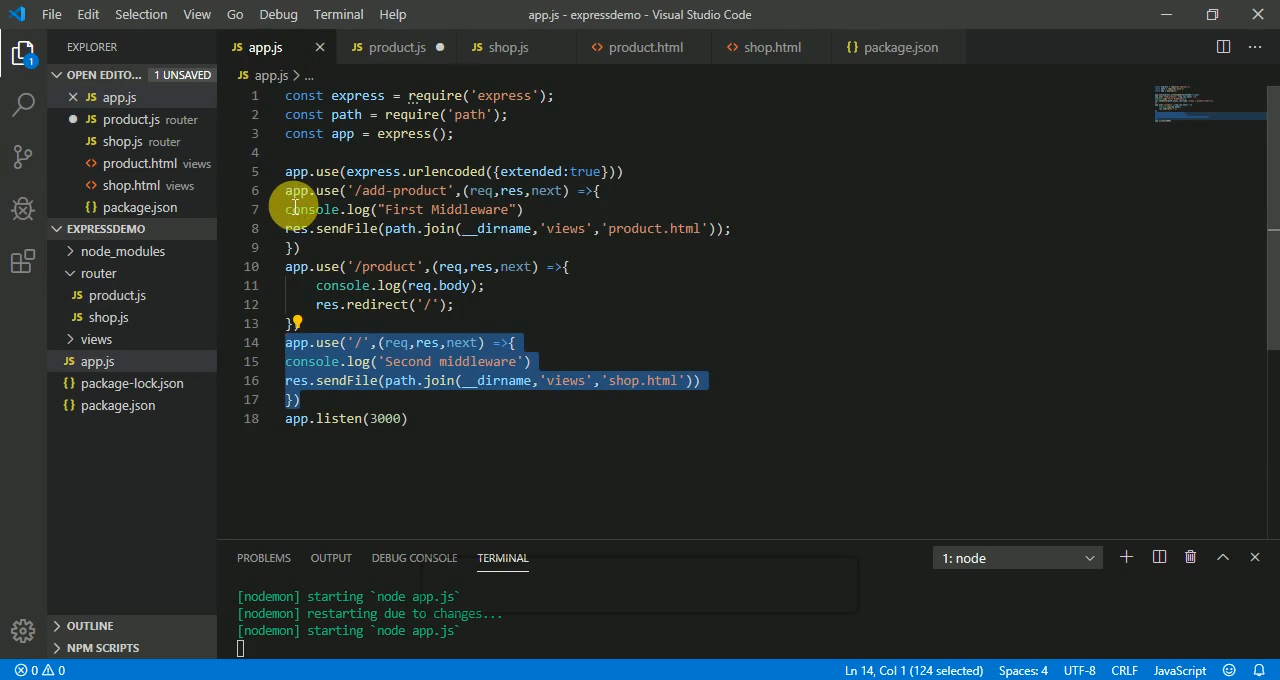 File Edit Selection View Go Debug Terminal Help app.js - expressdemo - Visual Studio Code
EXPLORER
JS app.js JS product.js JS shop.js <> product.html <> shop.html {} package.json
OPEN EDITO... 1 UNSAVED
JS app.js
JS product.js router
JS shop.js router
<> product.html views
<> shop.html views
{} package.json
EXPRESSDEMO
node_modules
router
JS product.js
JS shop.js
views
JS app.js
{} package-lock.json
{} package.json
OUTLINE
NPM SCRIPTS
1
JS app.js > ...
1 const express = require('express');
2 const path = require('path');
3 const app = express();
4
5 app.use(express.urlencoded({extended:true}))
6 app.use('/add-product',(req,res,next) =>{
7 console.log("First Middleware")
8 res.sendFile(path.join(__dirname,'views','product.html'));
9 })
10 app.use('/product',(req,res,next) =>{
11 console.log(req.body);
12 res.redirect('/');
13 })
14 app.use('/',(req,res,next) =>{
15 console.log('Second middleware')
16 res.sendFile(path.join(__dirname,'views','shop.html'))
17 })
18 app.listen(3000)
PROBLEMS OUTPUT DEBUG CONSOLE TERMINAL 1: node
[nodemon] starting `node app.js`
[nodemon] restarting due to changes...
[nodemon] starting `node app.js`
0 0 Ln 14, Col 1 (124 selected) Spaces: 4 UTF-8 CRLF JavaScript